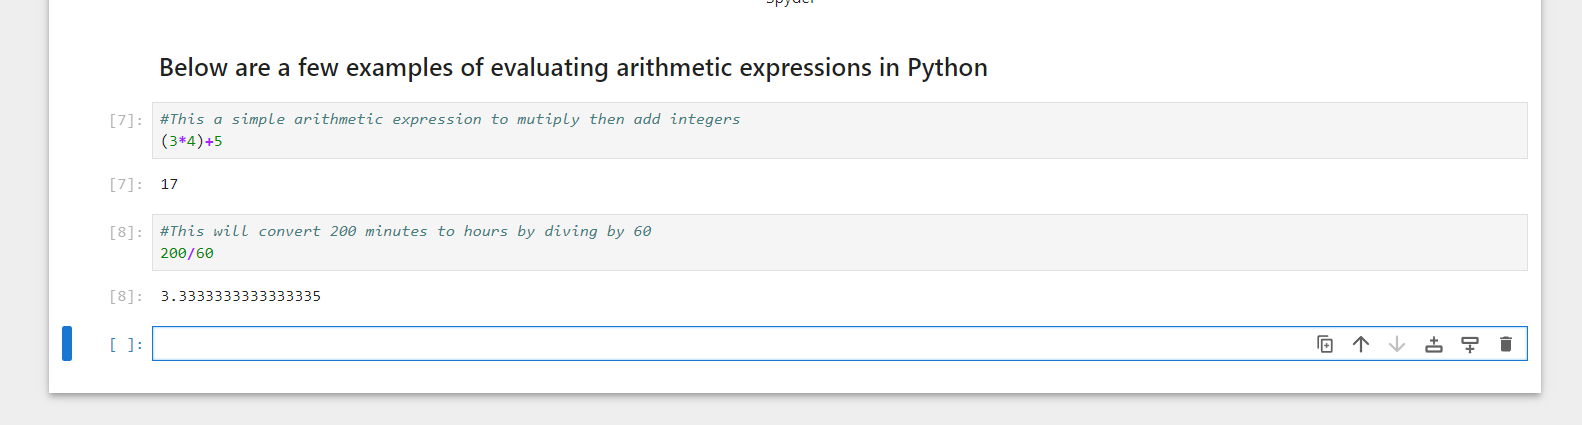 Spyder
Below are a few examples of evaluating arithmetic expressions in Python
[7]: #This a simple arithmetic expression to mutiply then add integers
(3*4)+5
[7]: 17
[8]: #This will convert 200 minutes to hours by diving by 60
200/60
[8]: 3.3333333333333335
[ ]: